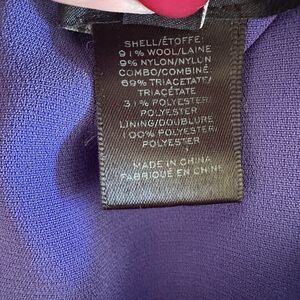 SHELL/ÉTOFFE:
91% WOOL/LAINE
9% NYLON/NYLON
COMBO/COMBINÉ
69% TRIACETATE/
TRIACÉTATE
31% POLYESTER/
POLYESTER
LINING/DOUBLURE
100% POLYESTER/
POLYESTER
MADE IN CHINA
FABRIQUÉ EN CHINE